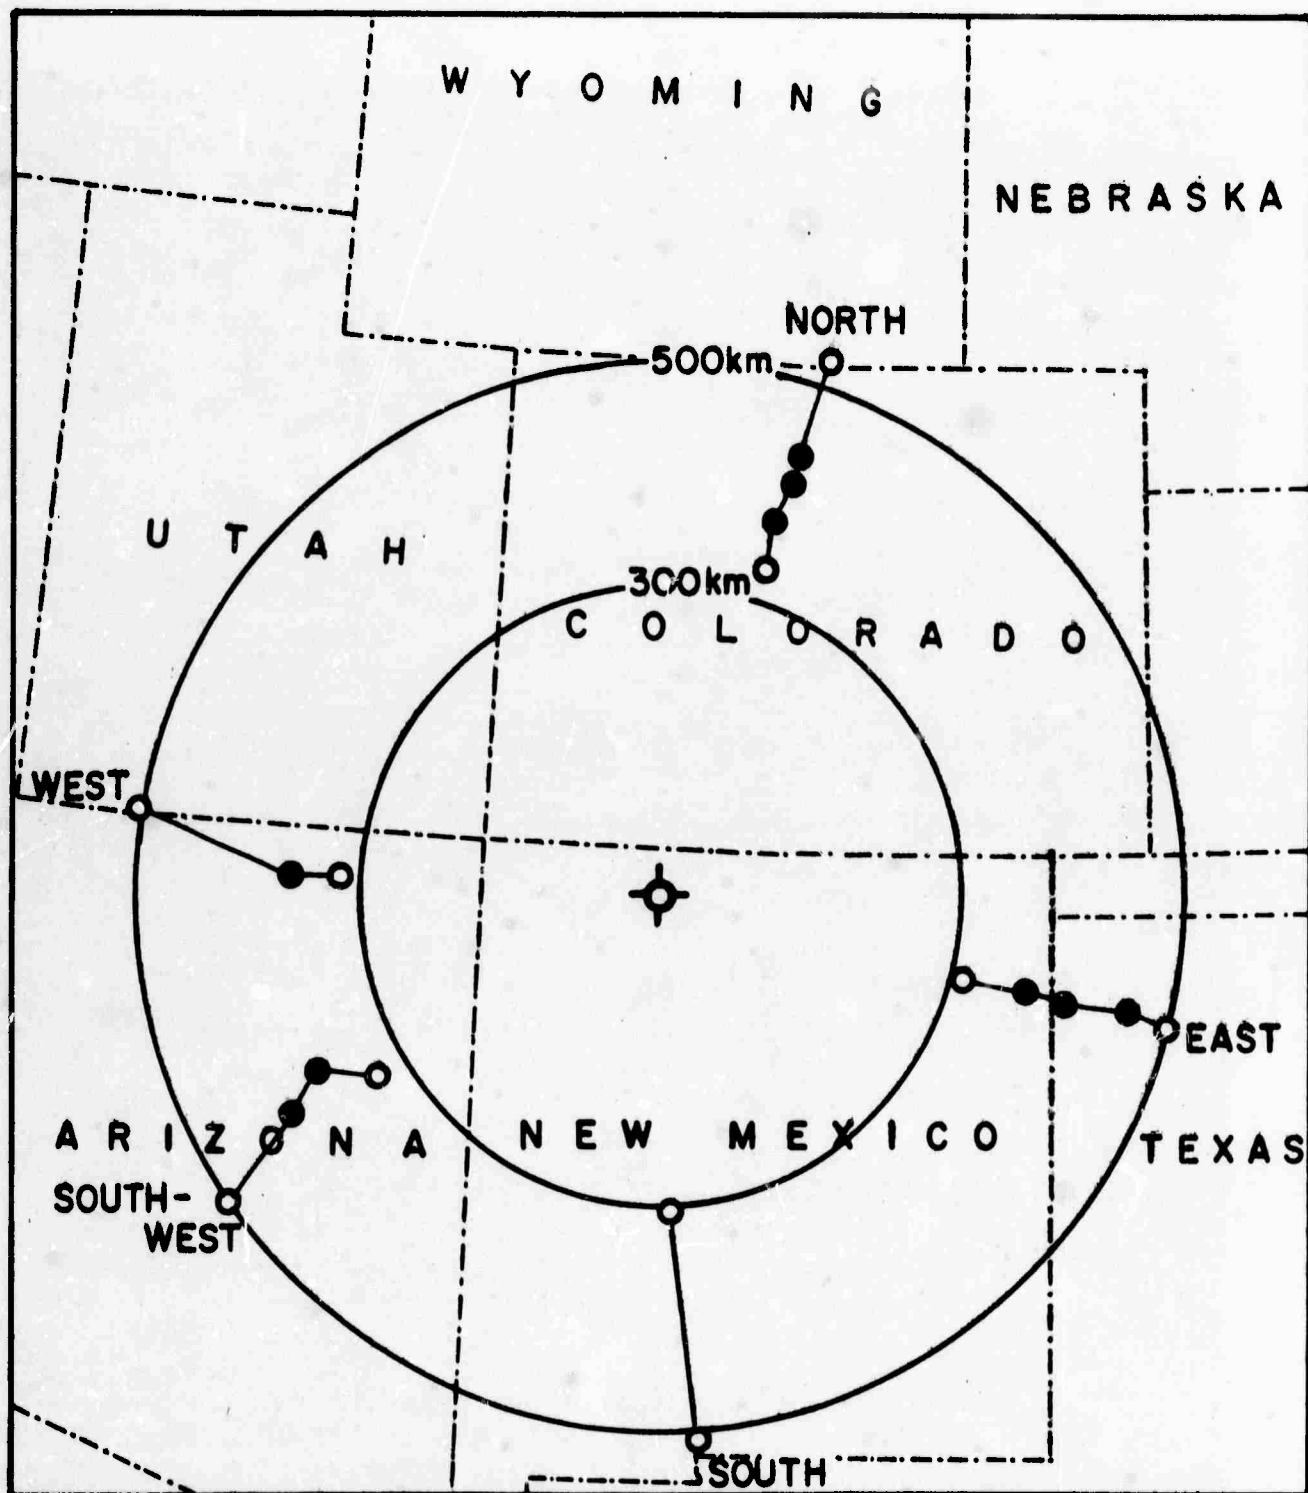 WYOMING
NEBRASKA
NORTH
500km
UTAH
300km
COLORADO
WEST
EAST
ARIZONA
NEW MEXICO
TEXAS
SOUTH-
WEST
SOUTH